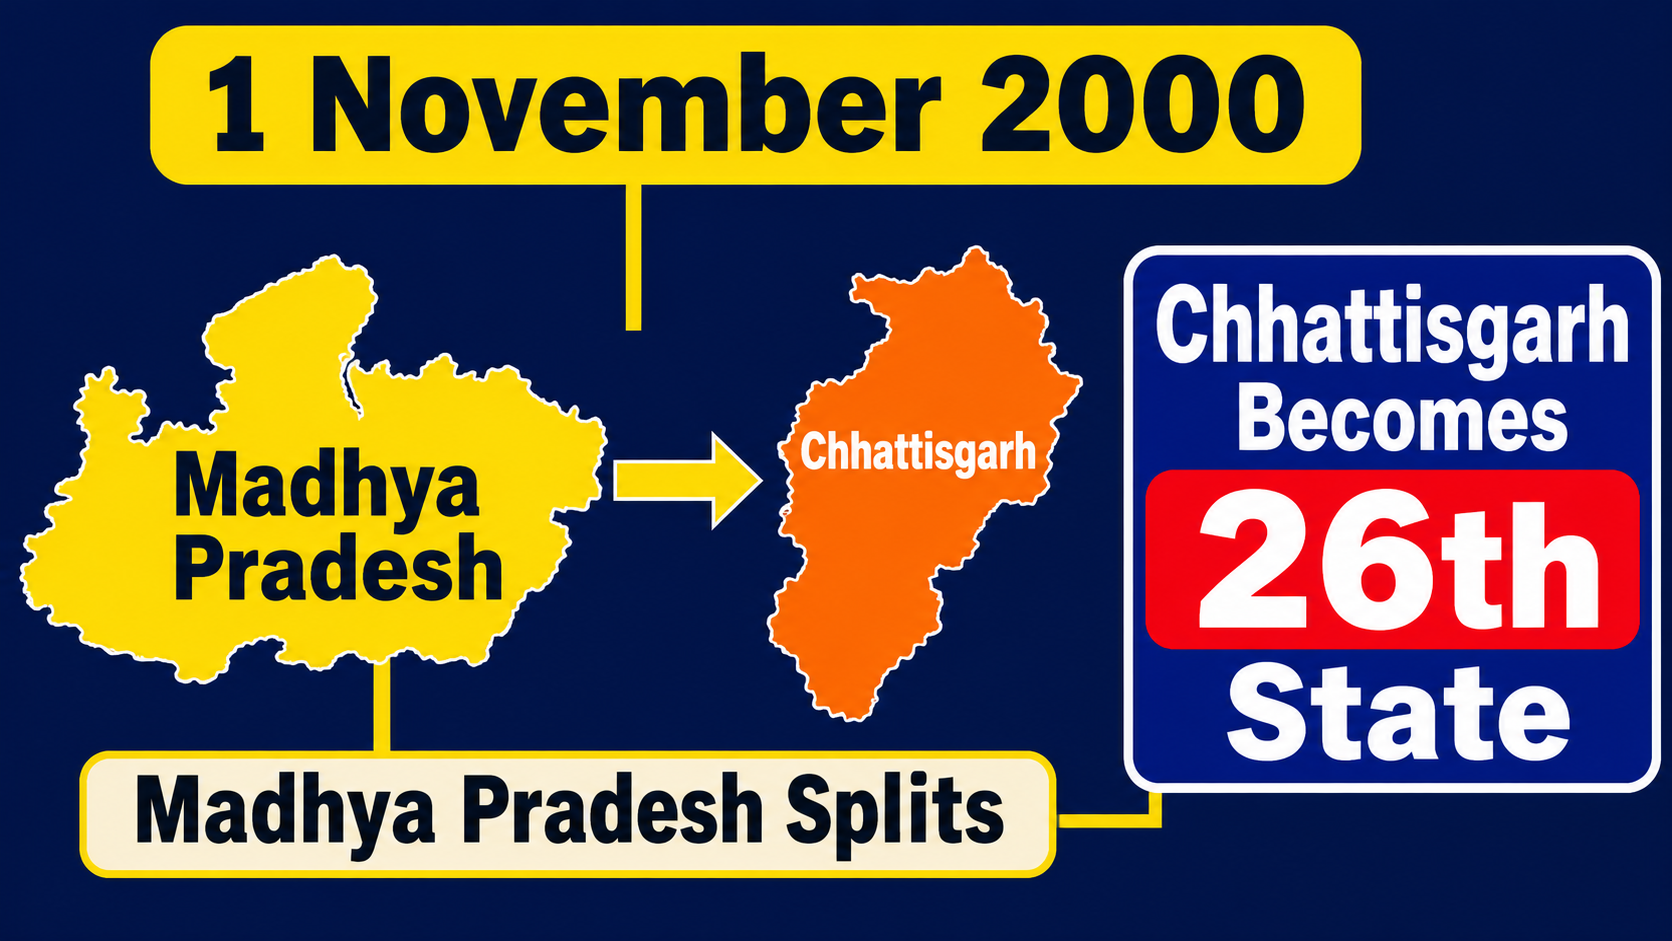 1 November 2000
Madhya
Pradesh
Chhattisgarh
Chhattisgarh
Becomes
26th
State
Madhya Pradesh Splits